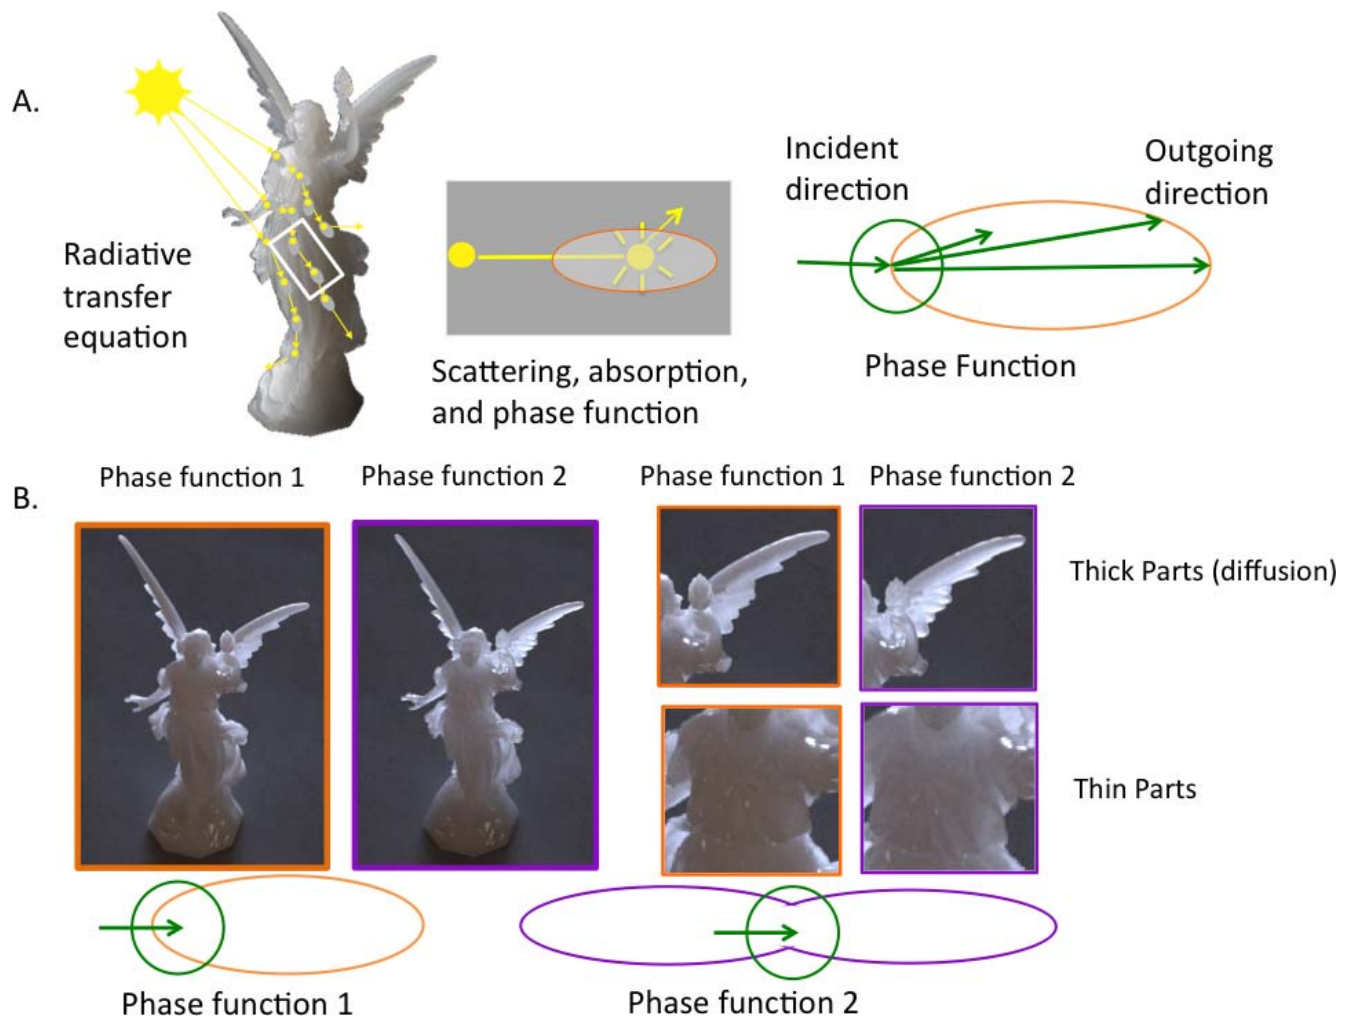 A.
Radiative
transfer
equation
Scattering, absorption,
and phase function
Incident
direction
Outgoing
direction
Phase Function
B.
Phase function 1
Phase function 2
Phase function 1
Phase function 2
Thick Parts (diffusion)
Thin Parts
Phase function 1
Phase function 2